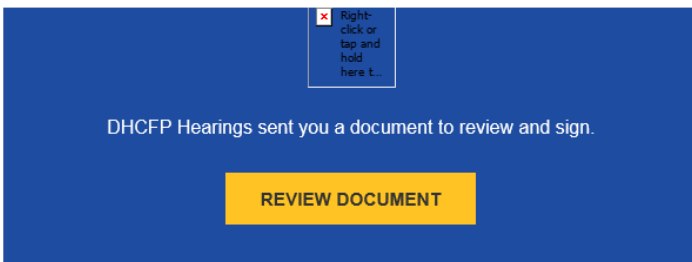 Right-
click or
tap and
hold
here t...
DHCFP Hearings sent you a document to review and sign.
REVIEW DOCUMENT